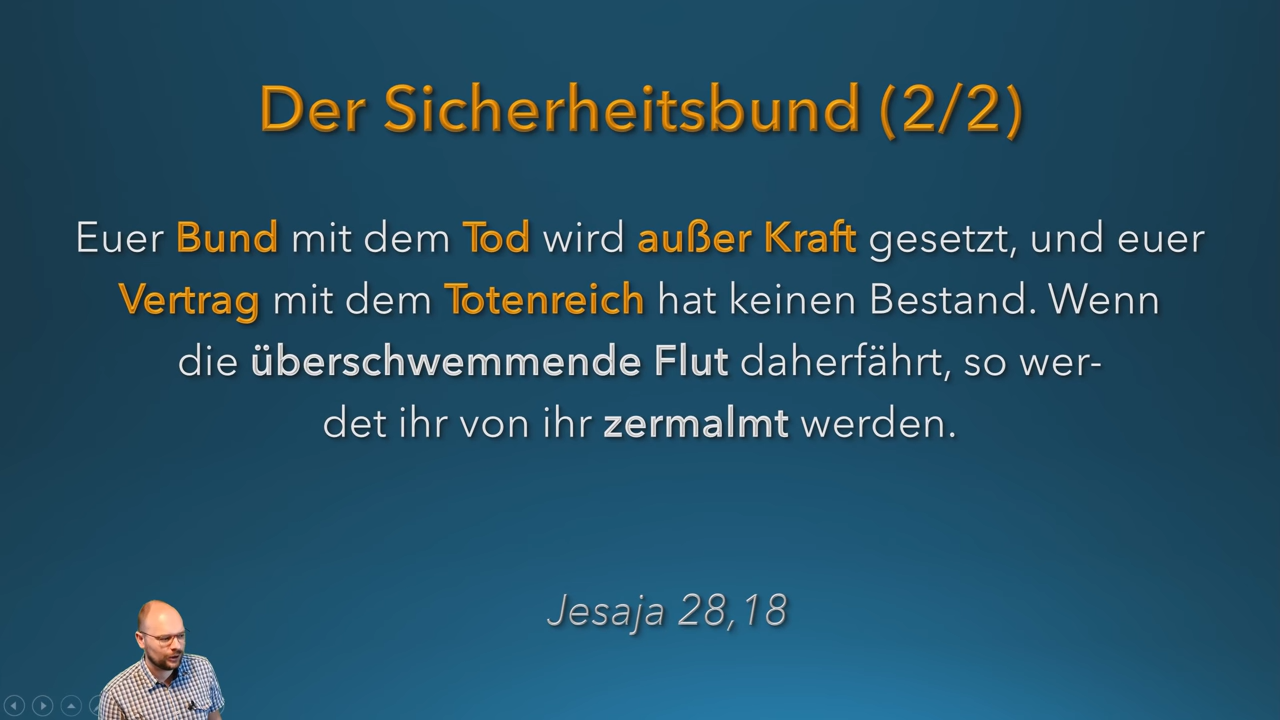 Der Sicherheitsbund (2/2)
Euer Bund mit dem Tod wird außer Kraft gesetzt, und euer
Vertrag mit dem Totenreich hat keinen Bestand. Wenn
die überschwemmende Flut daherfährt, so wer-
det ihr von ihr zermalmt werden.
Jesaja 28,18